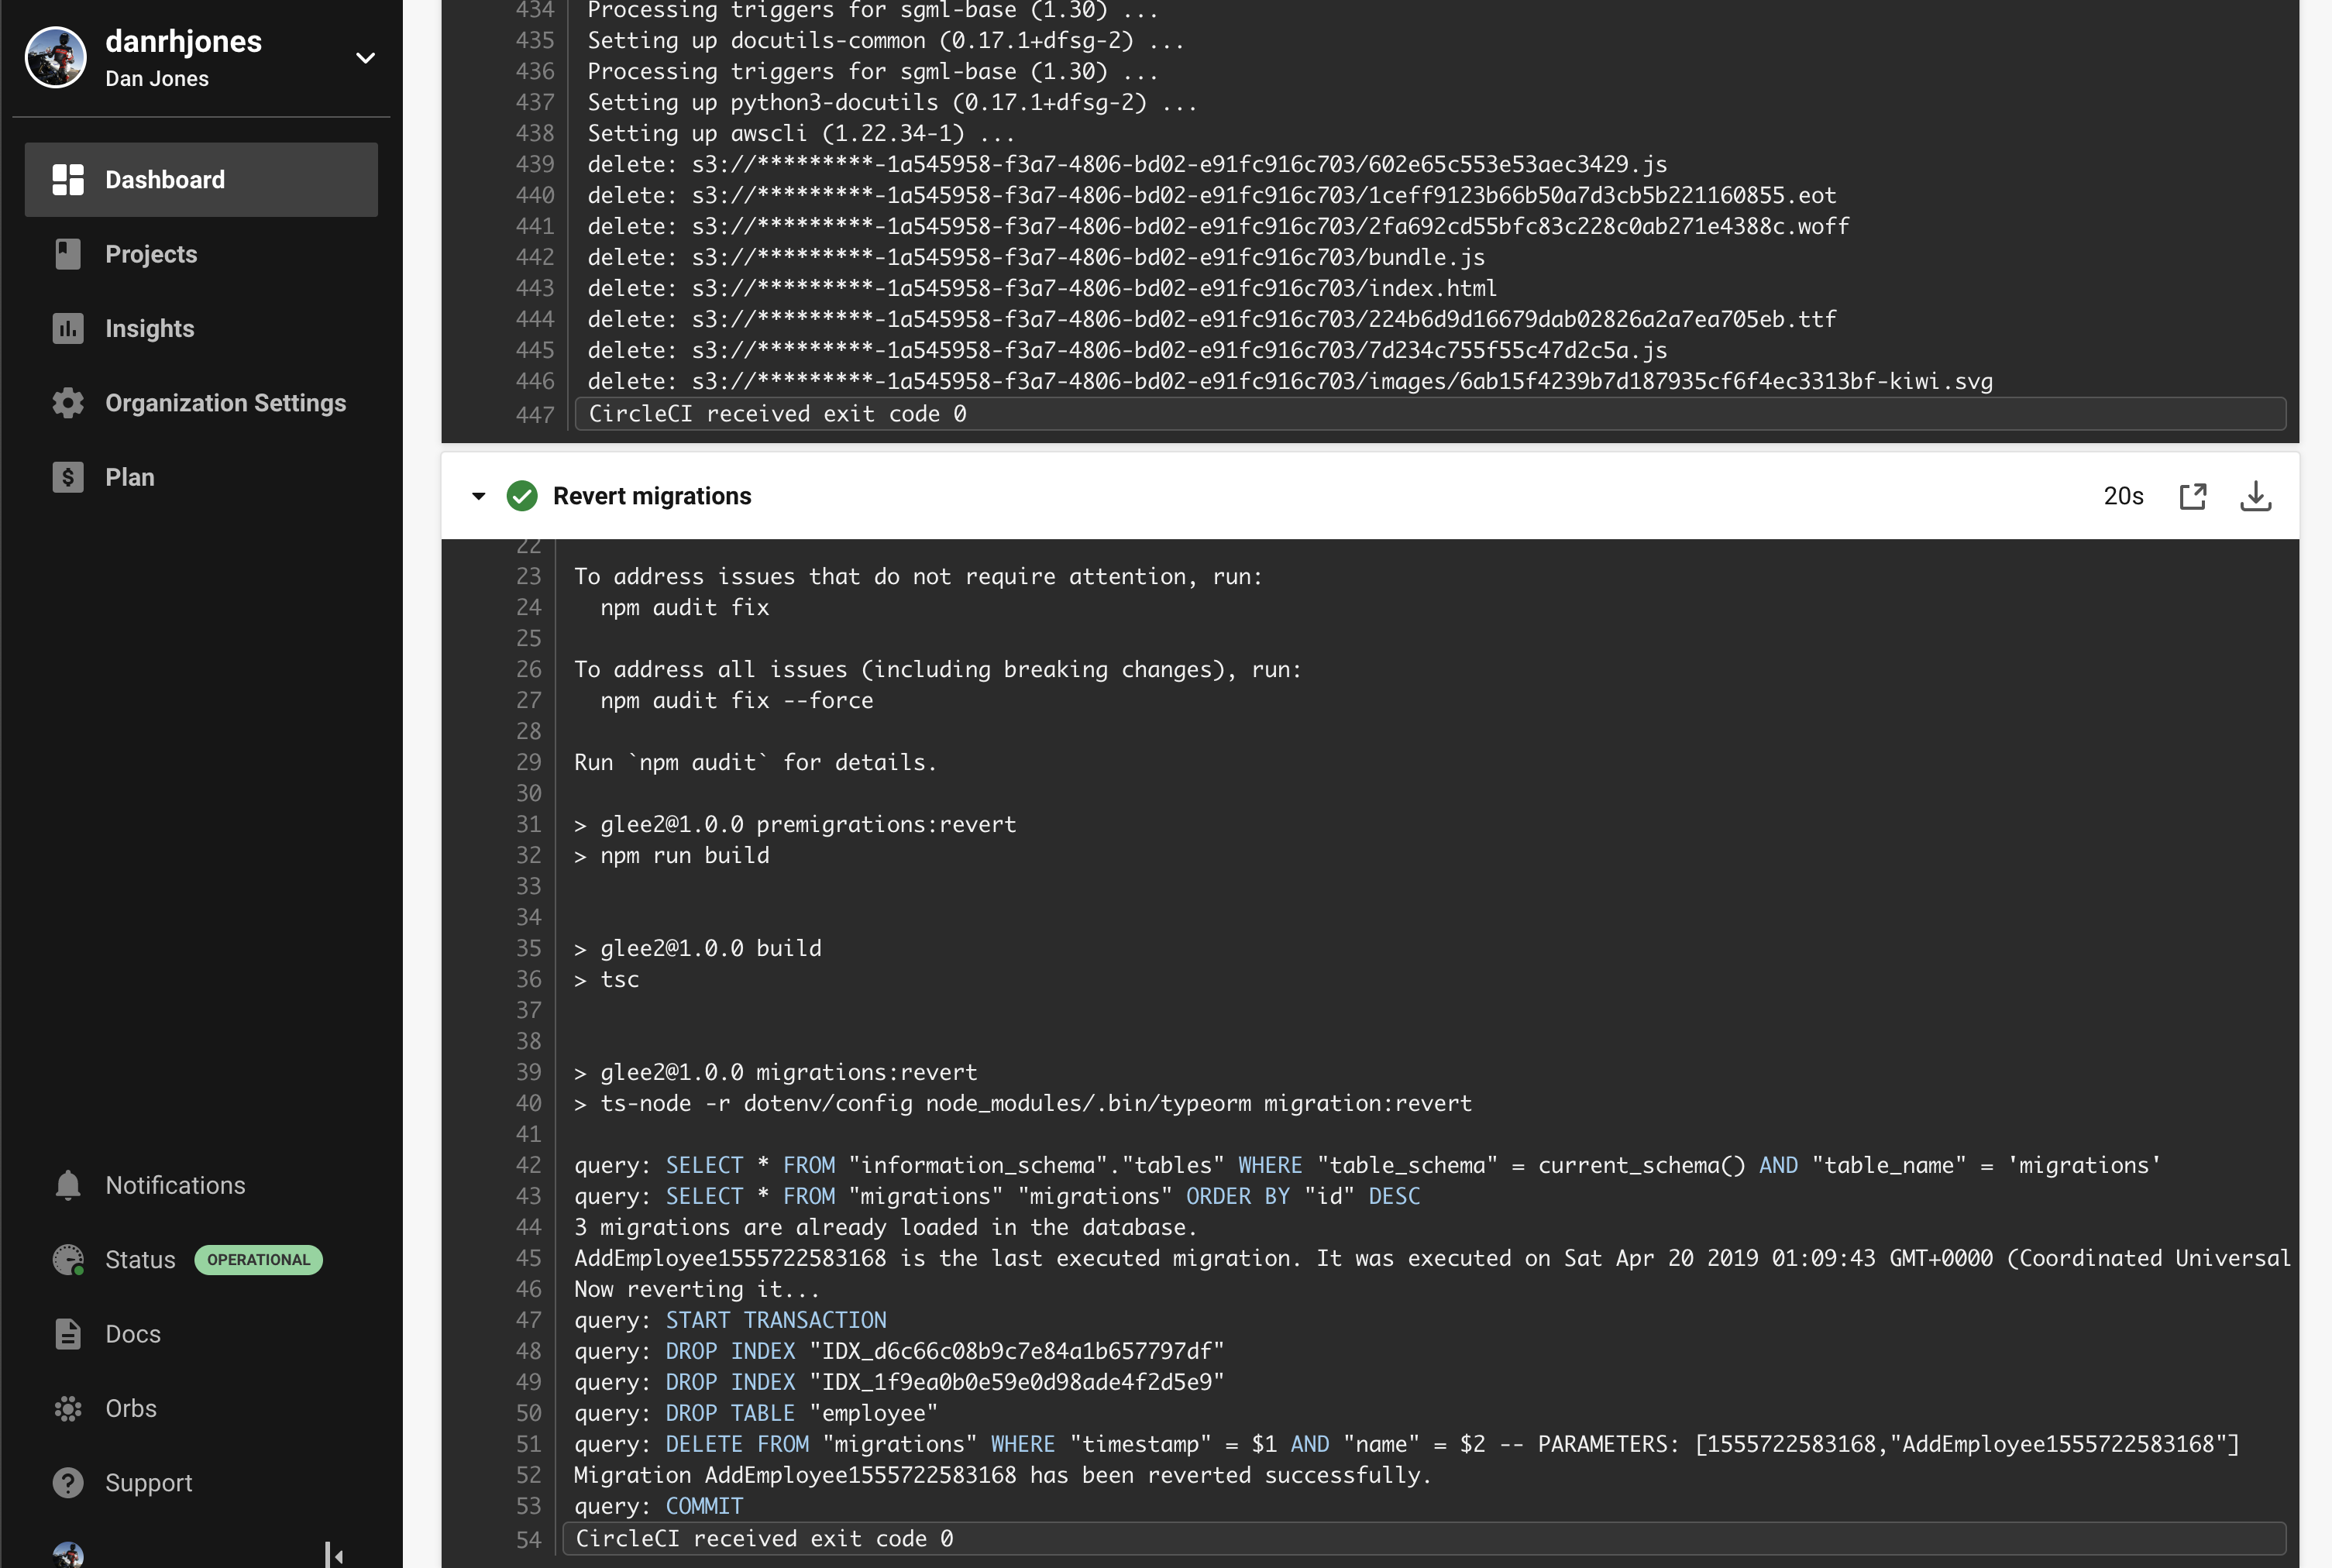 danrhjones
Dan Jones
Dashboard
Projects
Insights
Organization Settings
Plan
Notifications
Status OPERATIONAL
Docs
Orbs
Support
434 Processing triggers for sgml-base (1.30) ...
435 Setting up docutils-common (0.17.1+dfsg-2) ...
436 Processing triggers for sgml-base (1.30) ...
437 Setting up python3-docutils (0.17.1+dfsg-2) ...
438 Setting up awscli (1.22.34-1) ...
439 delete: s3://*********-1a545958-f3a7-4806-bd02-e91fc916c703/602e65c553e53aec3429.js
440 delete: s3://*********-1a545958-f3a7-4806-bd02-e91fc916c703/1ceff9123b66b50a7d3cb5b221160855.eot
441 delete: s3://*********-1a545958-f3a7-4806-bd02-e91fc916c703/2fa692cd55bfc83c228c0ab271e4388c.woff
442 delete: s3://*********-1a545958-f3a7-4806-bd02-e91fc916c703/bundle.js
443 delete: s3://*********-1a545958-f3a7-4806-bd02-e91fc916c703/index.html
444 delete: s3://*********-1a545958-f3a7-4806-bd02-e91fc916c703/224b6d9d16679dab02826a2a7ea705eb.ttf
445 delete: s3://*********-1a545958-f3a7-4806-bd02-e91fc916c703/7d234c755f55c47d2c5a.js
446 delete: s3://*********-1a545958-f3a7-4806-bd02-e91fc916c703/images/6ab15f4239b7d187935cf6f4ec3313bf-kiwi.svg
447 CircleCI received exit code 0
Revert migrations 20s
22
23 To address issues that do not require attention, run:
24 npm audit fix
25
26 To address all issues (including breaking changes), run:
27 npm audit fix --force
28
29 Run `npm audit` for details.
30
31 > glee2@1.0.0 premigrations:revert
32 > npm run build
33
34
35 > glee2@1.0.0 build
36 > tsc
37
38
39 > glee2@1.0.0 migrations:revert
40 > ts-node -r dotenv/config node_modules/.bin/typeorm migration:revert
41
42 query: SELECT * FROM "information_schema"."tables" WHERE "table_schema" = current_schema() AND "table_name" = 'migrations'
43 query: SELECT * FROM "migrations" "migrations" ORDER BY "id" DESC
44 3 migrations are already loaded in the database.
45 AddEmployee1555722583168 is the last executed migration. It was executed on Sat Apr 20 2019 01:09:43 GMT+0000 (Coordinated Universal
46 Now reverting it...
47 query: START TRANSACTION
48 query: DROP INDEX "IDX_d6c66c08b9c7e84a1b657797df"
49 query: DROP INDEX "IDX_1f9ea0b0e59e0d98ade4f2d5e9"
50 query: DROP TABLE "employee"
51 query: DELETE FROM "migrations" WHERE "timestamp" = $1 AND "name" = $2 -- PARAMETERS: [1555722583168,"AddEmployee1555722583168"]
52 Migration AddEmployee1555722583168 has been reverted successfully.
53 query: COMMIT
54 CircleCI received exit code 0